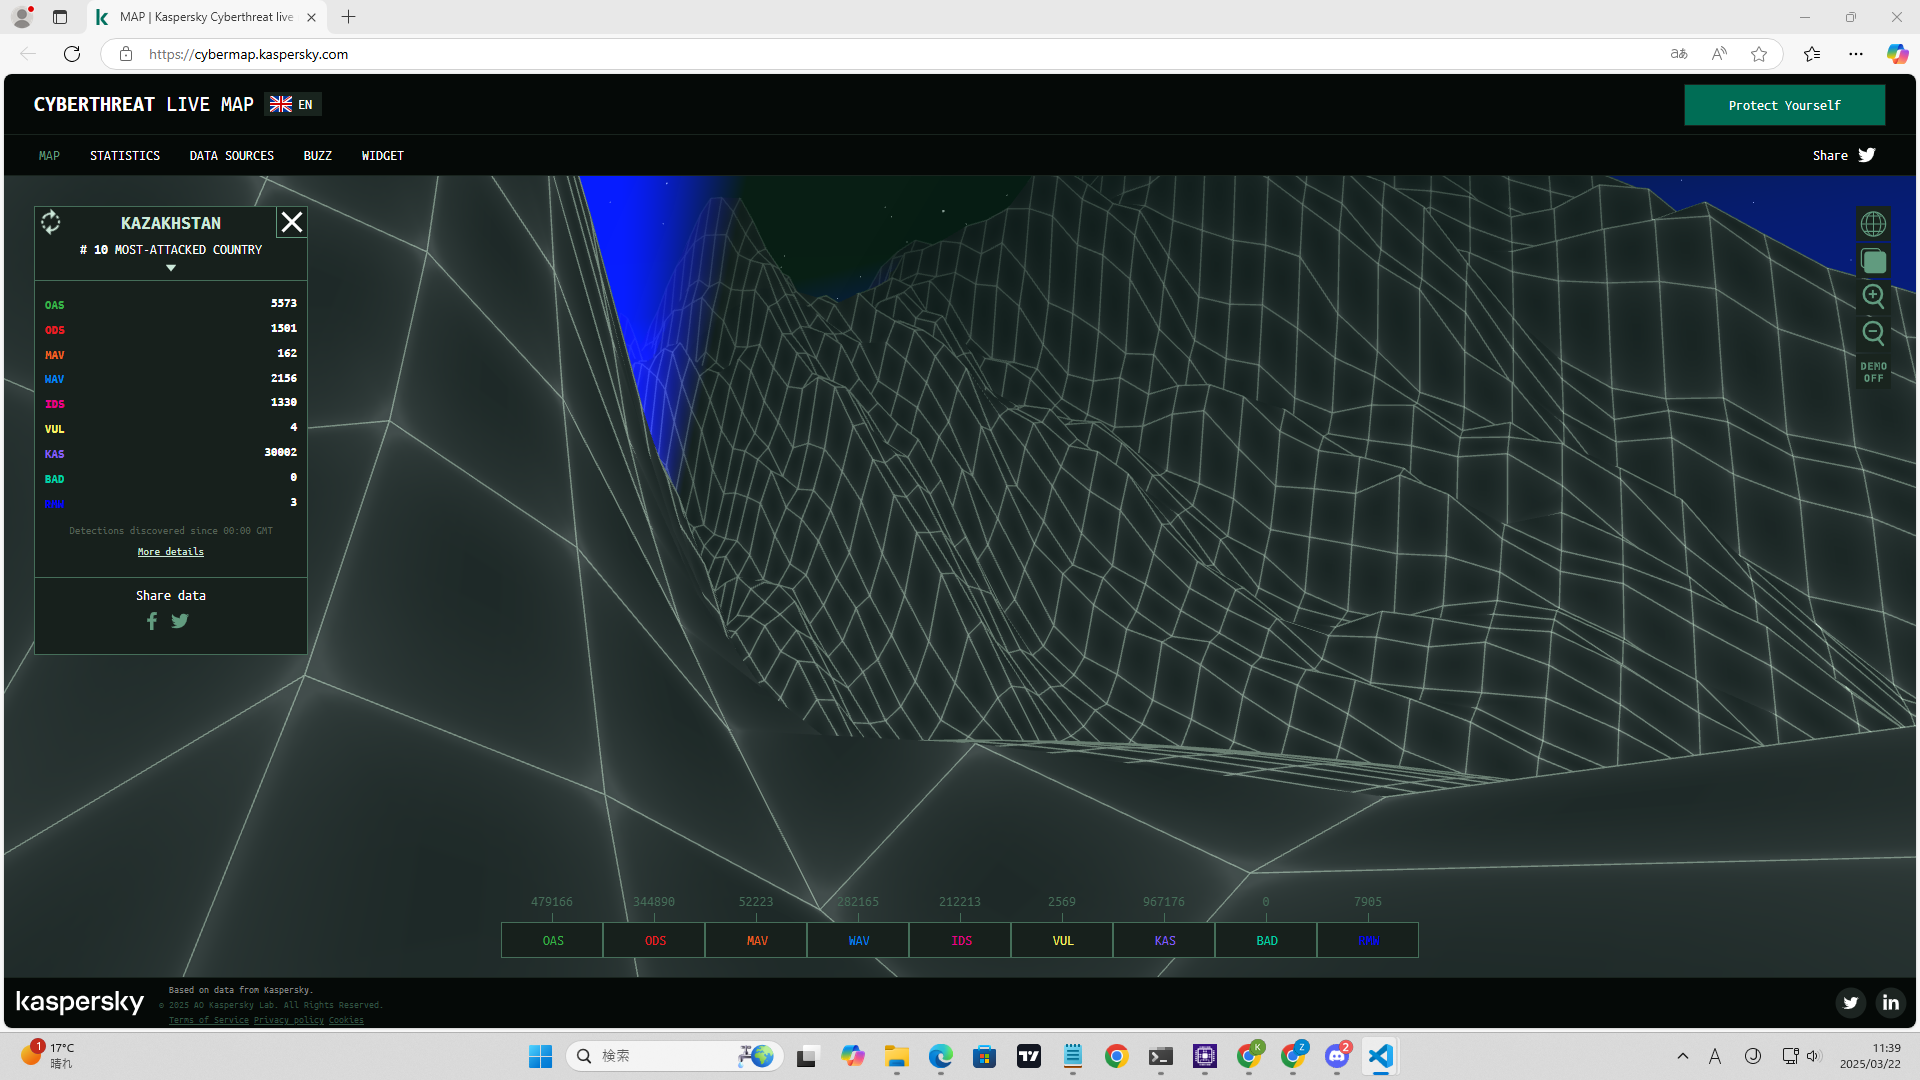 MAP | Kaspersky Cyberthreat live
https://cybermap.kaspersky.com
CYBERTHREAT LIVE MAP EN
Protect Yourself
MAP STATISTICS DATA SOURCES BUZZ WIDGET
Share
KAZAKHSTAN
# 10 MOST-ATTACKED COUNTRY
OAS 5573
ODS 1501
MAV 162
WAV 2156
IDS 1330
VUL 4
KAS 30002
BAD 0
RMW 3
Detections discovered since 00:00 GMT
More details
Share data
DEMO
OFF
479166 344890 52223 282165 212213 2569 967176 0 7905
OAS ODS MAV WAV IDS VUL KAS BAD RMW
kaspersky
Based on data from Kaspersky.
© 2025 AO Kaspersky Lab. All Rights Reserved.
Terms of Service Privacy policy Cookies
1
17°C
晴れ
検索
K
Z
2
A
11:39
2025/03/22